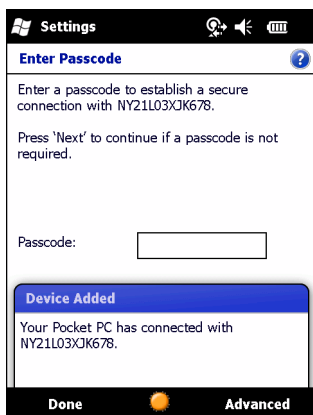 Settings
Enter Passcode
?
Enter a passcode to establish a secure
connection with NY21L03XJK678.
Press 'Next' to continue if a passcode is not
required.
Passcode:
Device Added
Your Pocket PC has connected with
NY21L03XJK678.
Done
Advanced